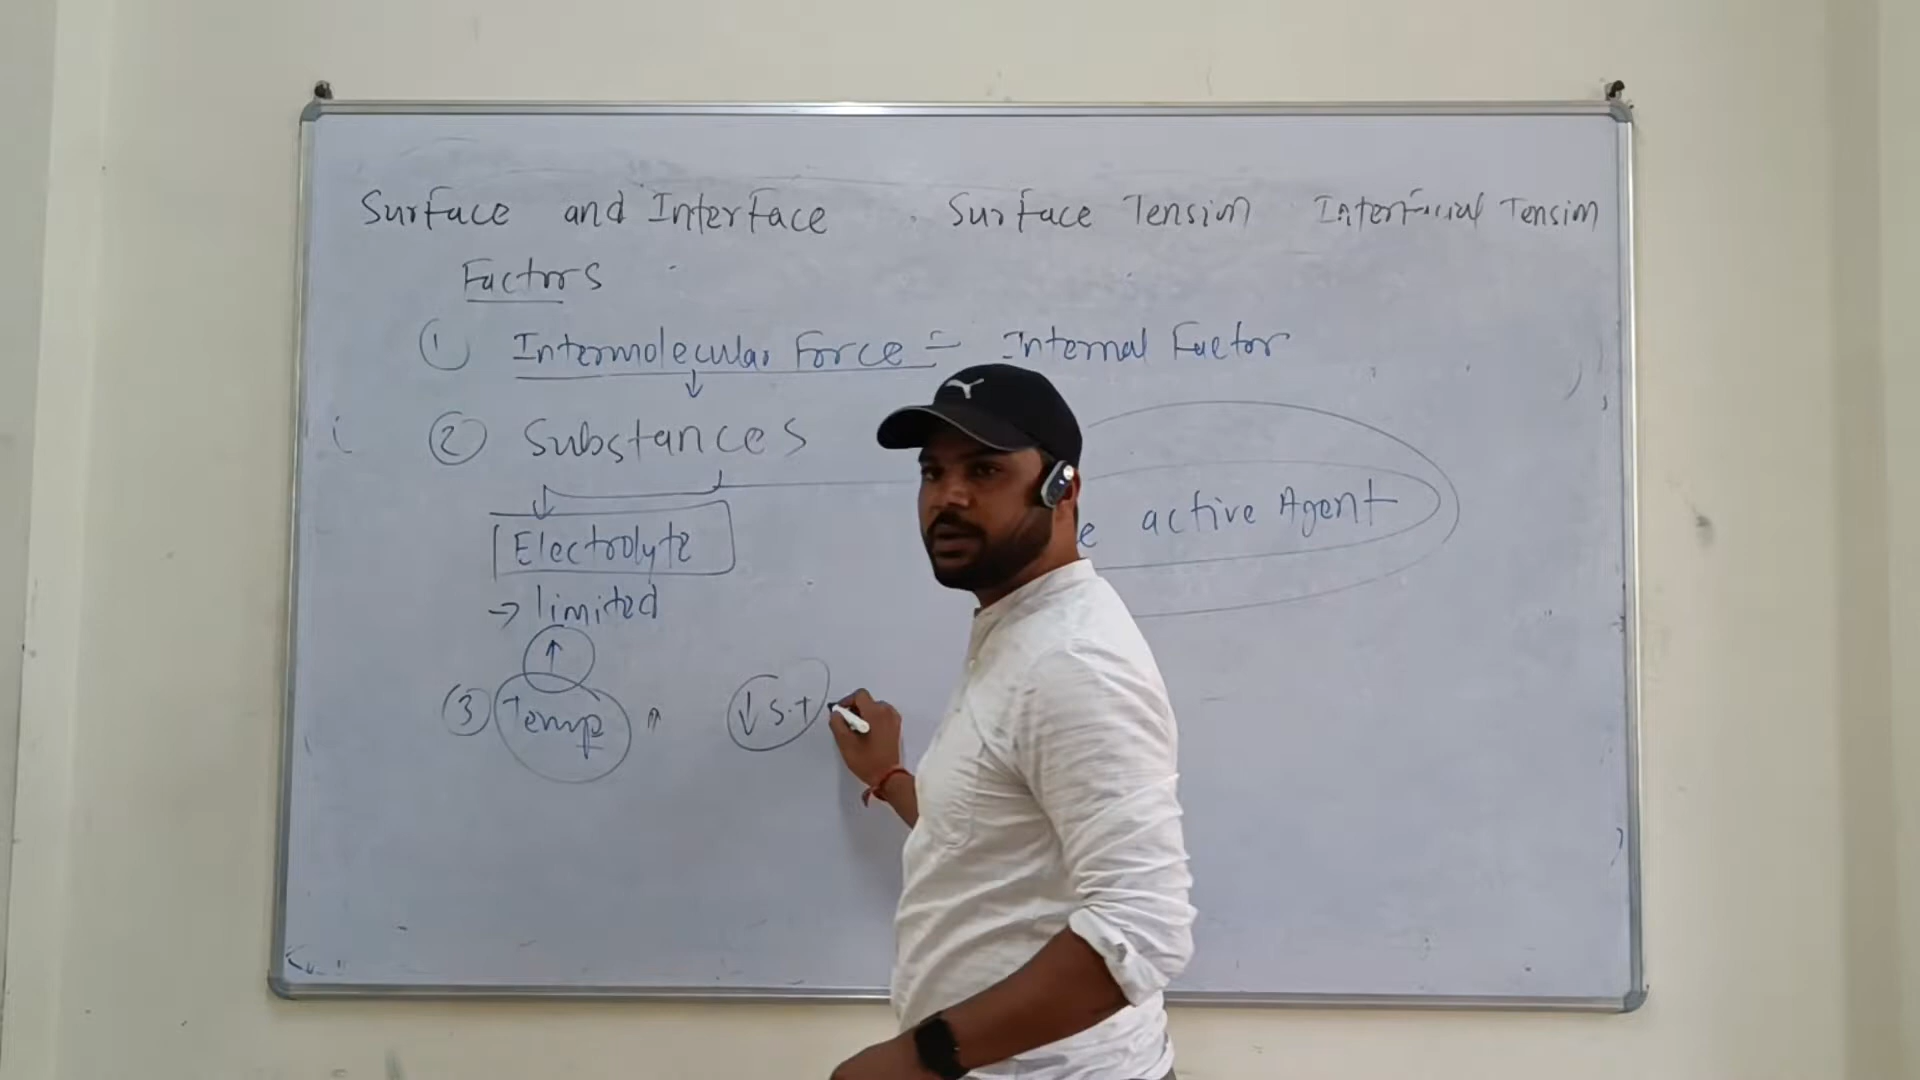 Surface and Interface Surface Tension Interfacial Tension
Factors
① Intermolecular Force = Internal Factor
↓
② Substances
Electrolyte
e active Agent
→ limited
↑
③ Temp ↑ ↓ S.t